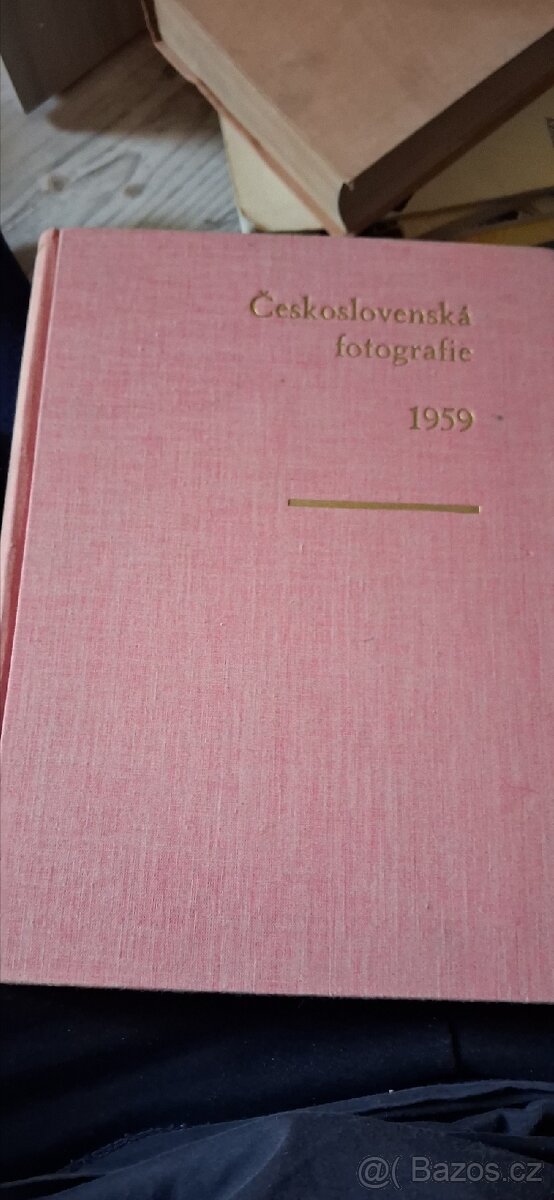 Československá
fotografie
1959
@( Bazos.cz